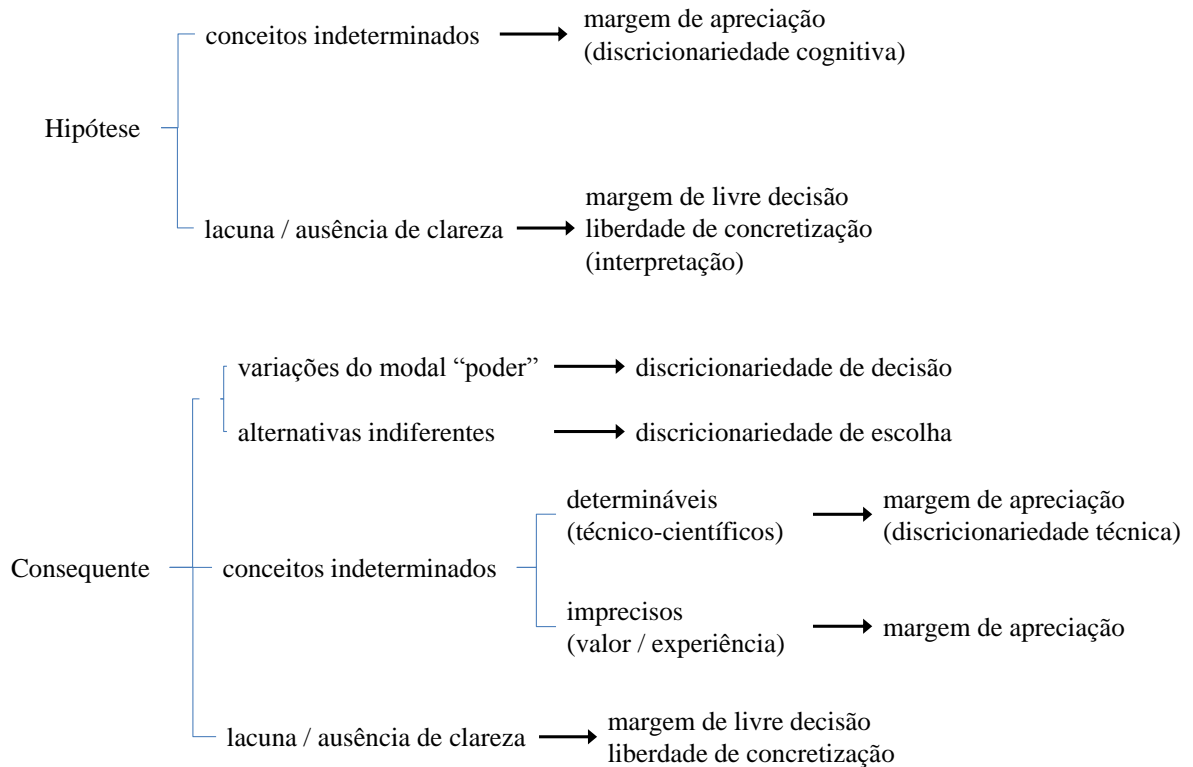 conceitos indeterminados
margem de apreciação
(discricionariedade cognitiva)
Hipótese
lacuna / ausência de clareza
margem de livre decisão
liberdade de concretização
(interpretação)
variações do modal “poder”
discricionariedade de decisão
alternativas indiferentes
discricionariedade de escolha
Consequente
conceitos indeterminados
determináveis
(técnico-científicos)
margem de apreciação
(discricionariedade técnica)
imprecisos
(valor / experiência)
margem de apreciação
lacuna / ausência de clareza
margem de livre decisão
liberdade de concretização